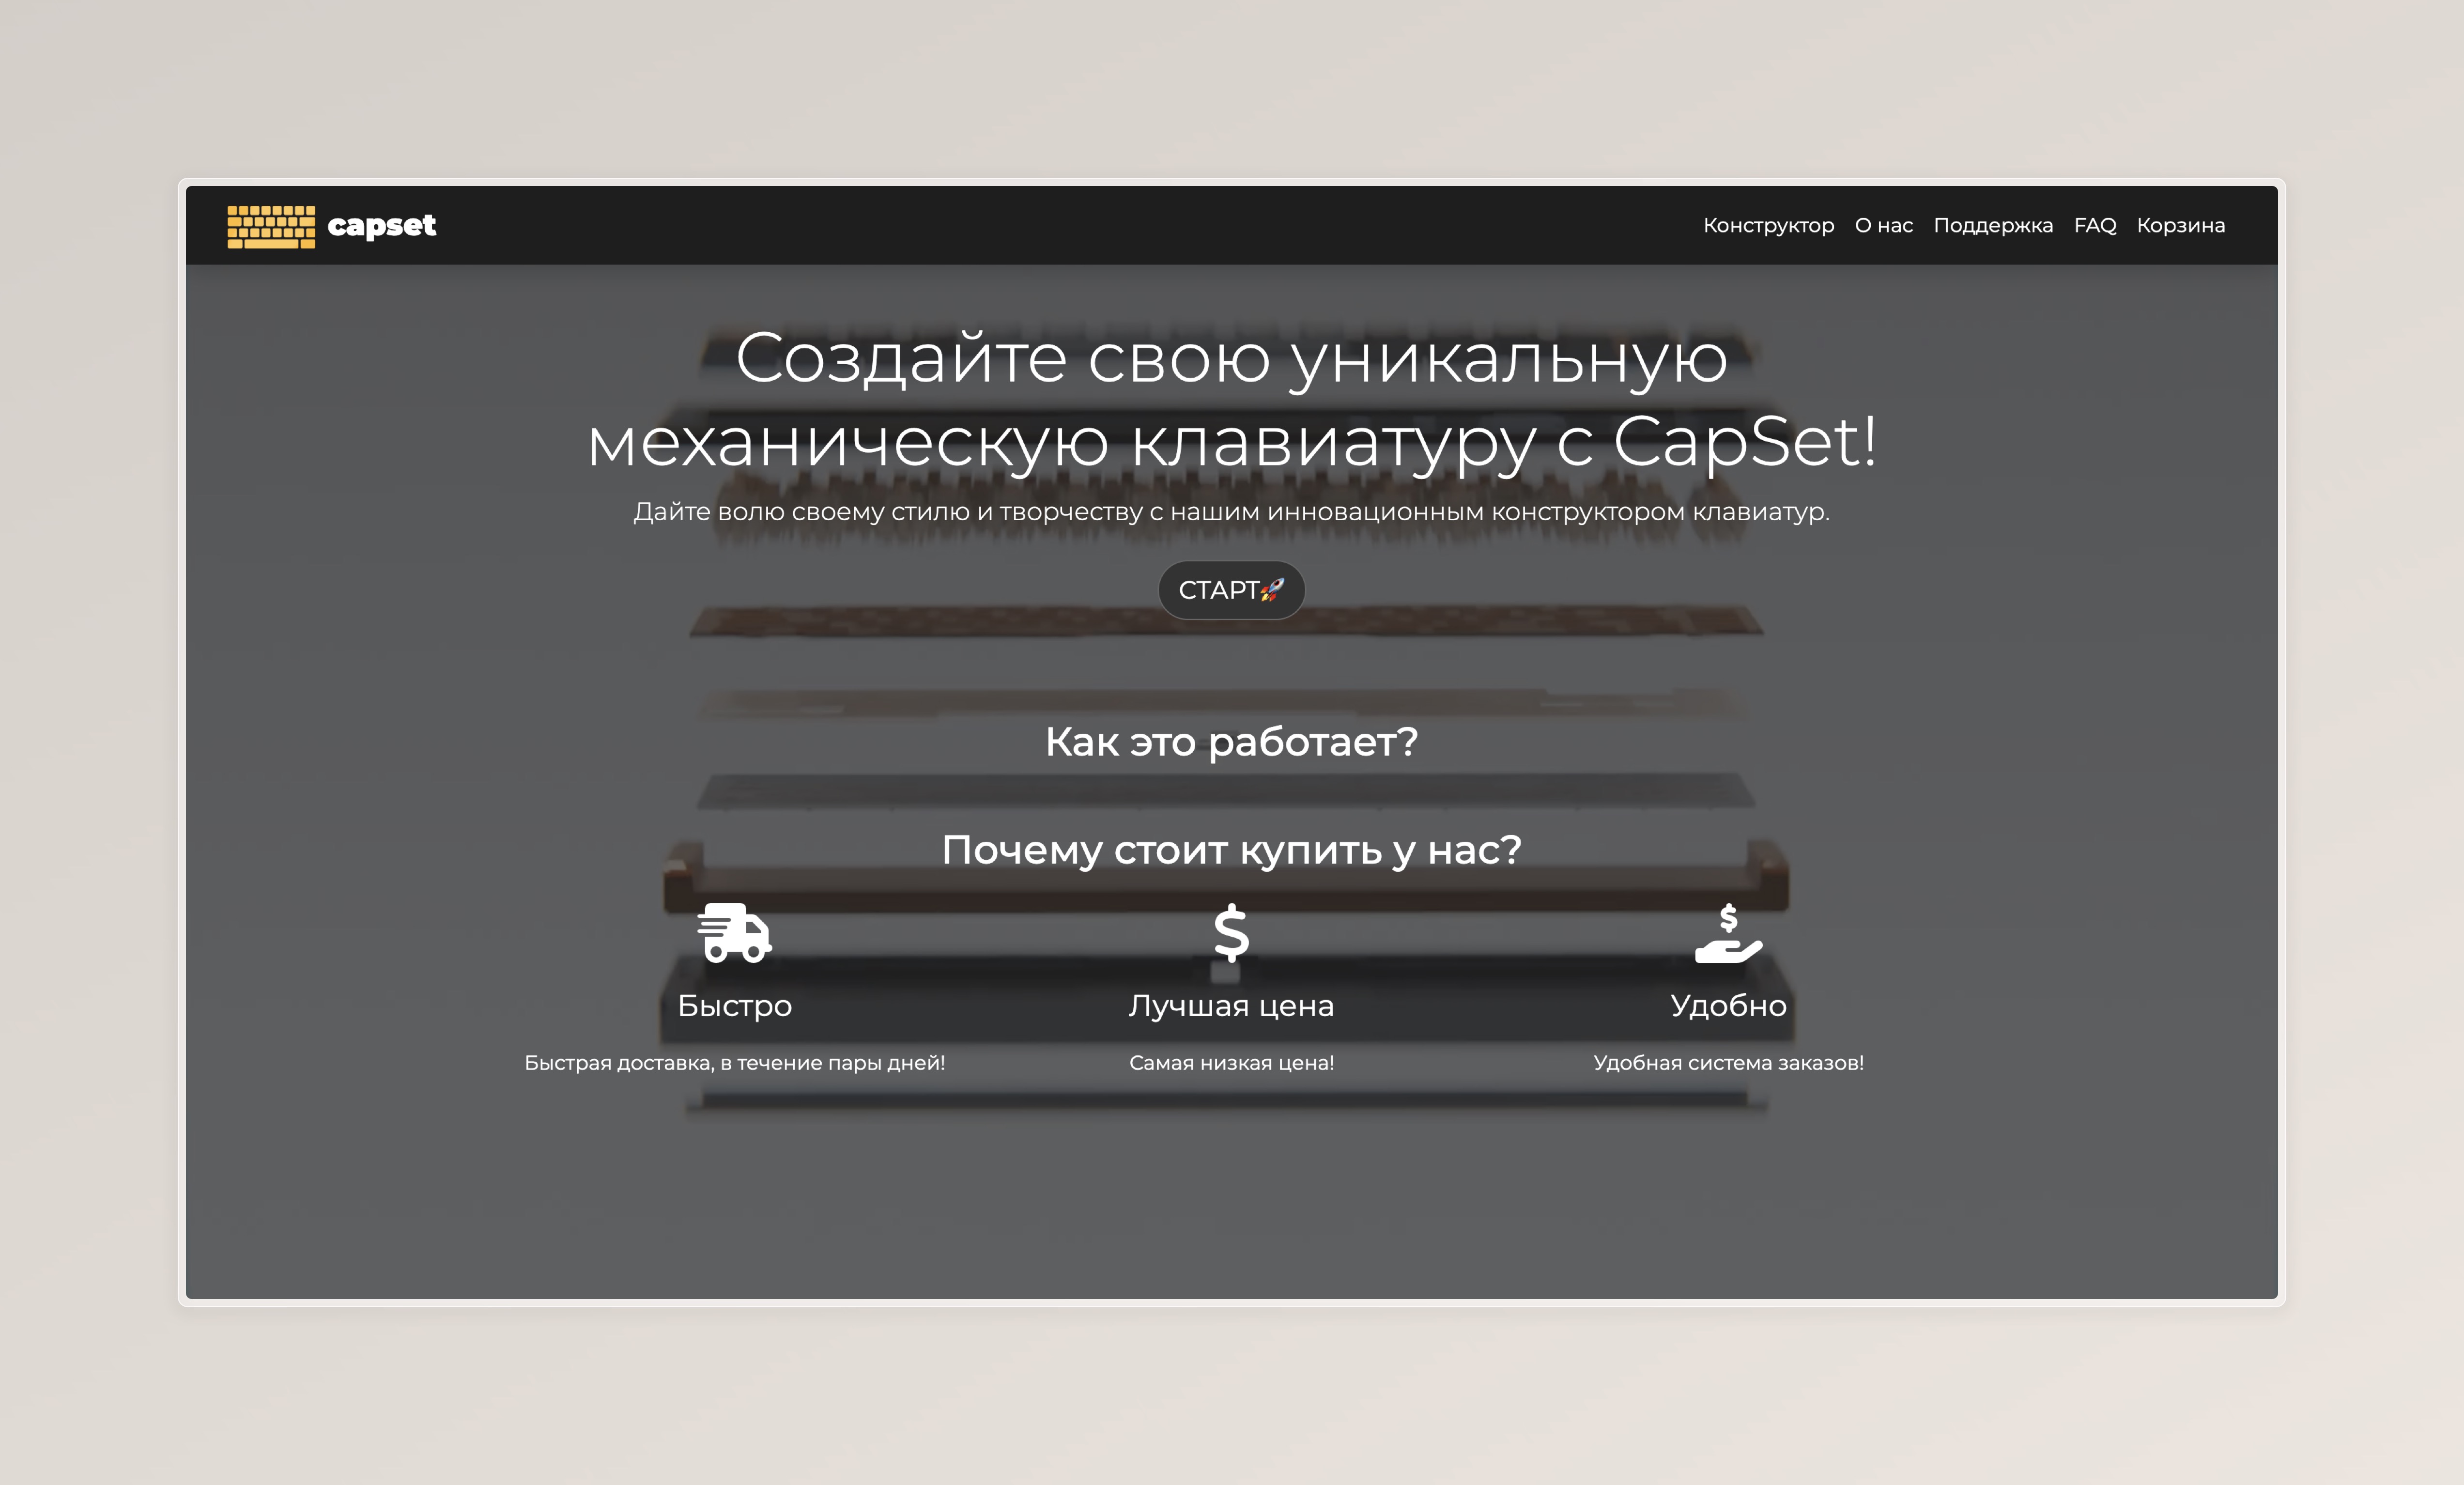 capset
Конструктор О нас Поддержка FAQ Корзина
Создайте свою уникальную
механическую клавиатуру с CapSet!
Дайте волю своему стилю и творчеству с нашим инновационным конструктором клавиатур.
СТАРТ🚀
Как это работает?
Почему стоит купить у нас?
Быстро
Быстрая доставка, в течение пары дней!
Лучшая цена
Самая низкая цена!
Удобно
Удобная система заказов!